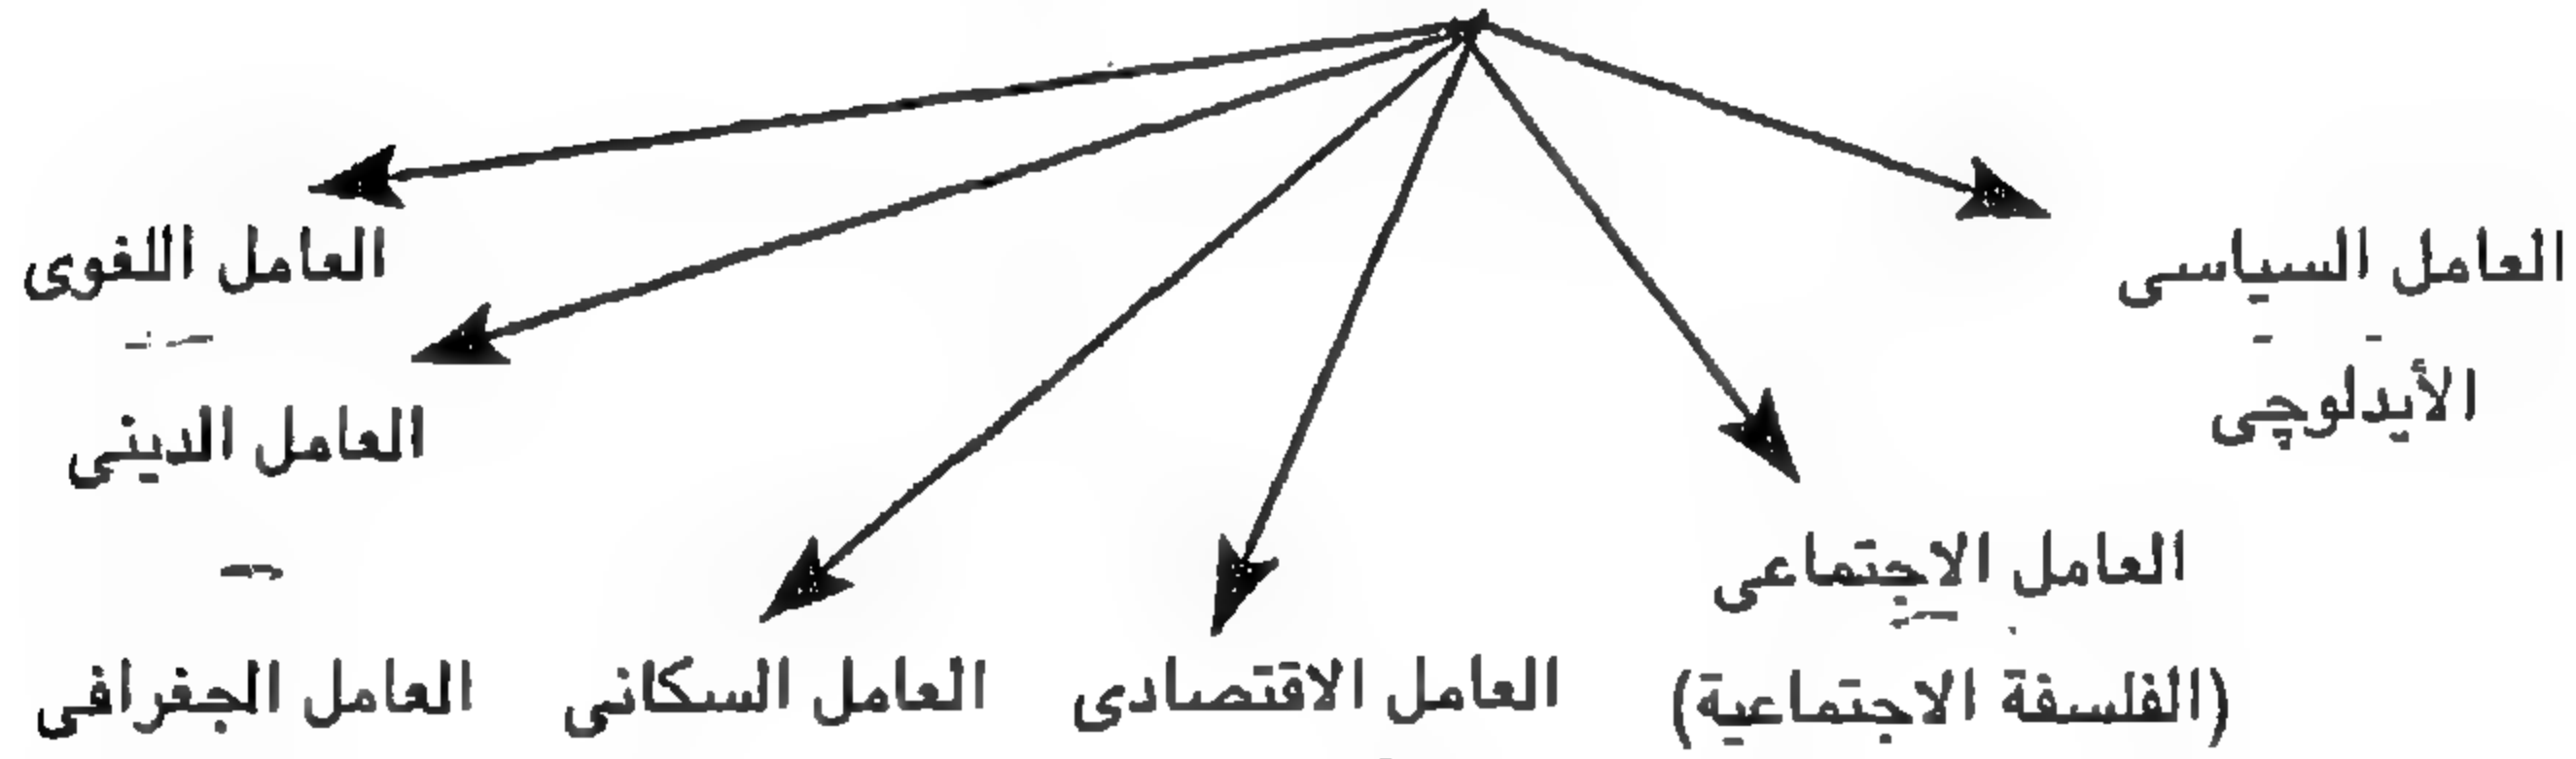 العامل السياسى
الأيدلوچى
العامل الاجتماعى
(الفلسفة الاجتماعية)
العامل الاقتصادى
العامل السكانى
العامل اللغوى
العامل الدينى
العامل الجغرافى